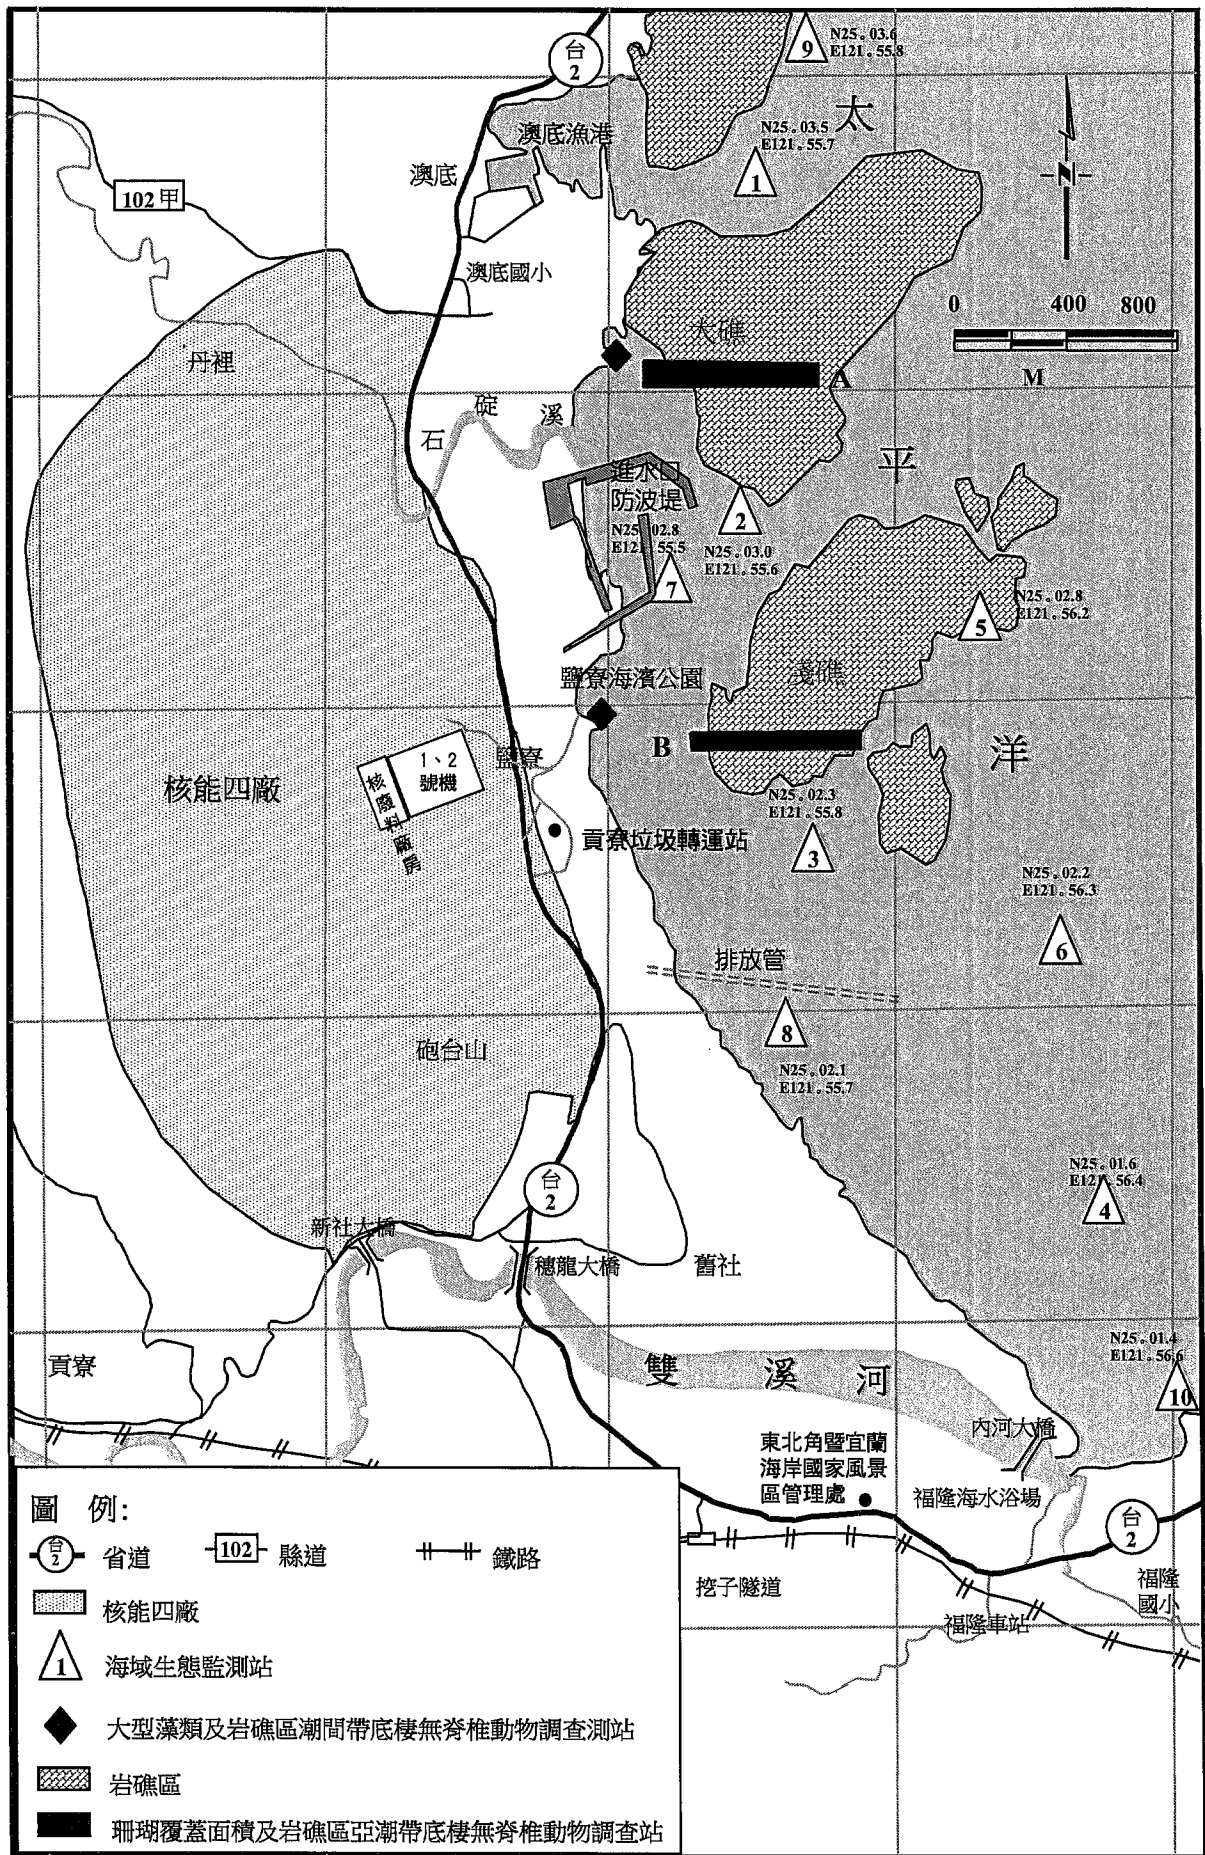 台
2
9
N25。03.6
E121。55.8
太
N25。03.5
E121。55.7
1
澳底漁港
澳底
102甲
N
澳底國小
0 400 800
M
丹裡
大礁
A
石
碇
溪
平
進水口
防波堤
2
N25。03.0
E121。55.6
N25。02.8
E121。55.5
7
N25。02.8
E121。56.2
5
鹽寮海濱公園
淺礁
B
洋
鹽寮
核能四廠
1、2
號機
核廢料廠房
N25。02.3
E121。55.8
3
貢寮垃圾轉運站
N25。02.2
E121。56.3
6
排放管
8
N25。02.1
E121。55.7
砲台山
N25。01.6
E121。56.4
4
台
2
新社大橋
穗龍大橋
舊社
貢寮
雙溪河
N25。01.4
E121。56.6
10
內河大橋
東北角暨宜蘭
海岸國家風景
區管理處
福隆海水浴場
台
2
挖子隧道
福隆
國小
福隆車站
圖 例:
台
2
省道
102
縣道
鐵路
核能四廠
1
海域生態監測站
大型藻類及岩礁區潮間帶底棲無脊椎動物調查測站
岩礁區
珊瑚覆蓋面積及岩礁區亞潮帶底棲無脊椎動物調查站